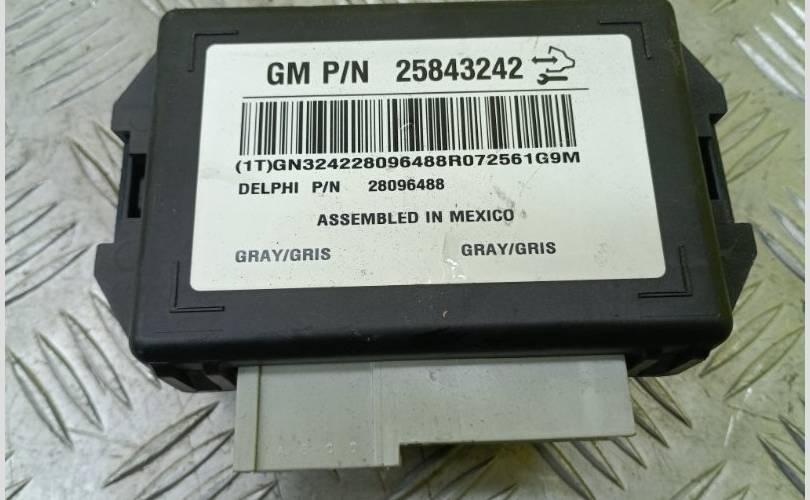 GM P/N 25843242
(1T)GN324228096488R072561G9M
DELPHI P/N 28096488
ASSEMBLED IN MEXICO
GRAY/GRIS GRAY/GRIS